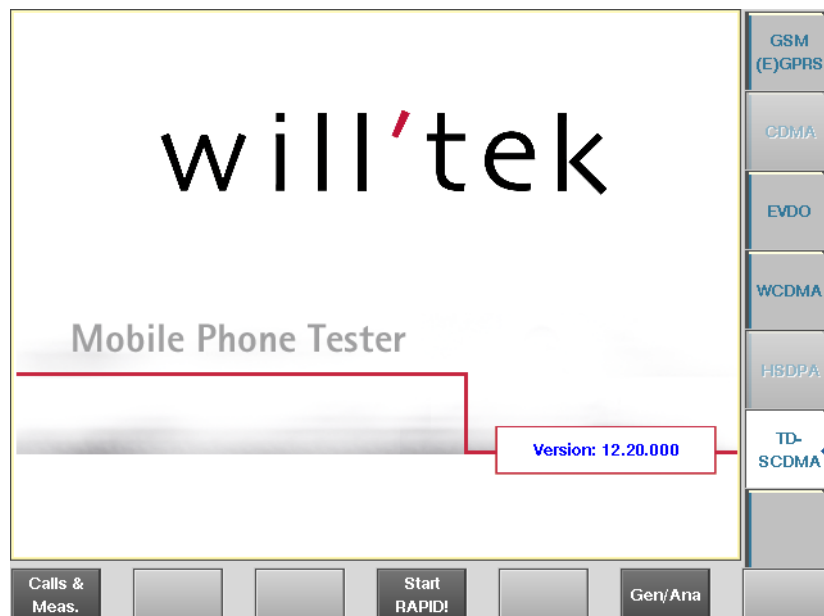 will'tek
Mobile Phone Tester
Version: 12.20.000
GSM
(E)GPRS
CDMA
EVDO
WCDMA
HSDPA
TD-
SCDMA
Calls &
Meas.
Start
RAPID!
Gen/Ana